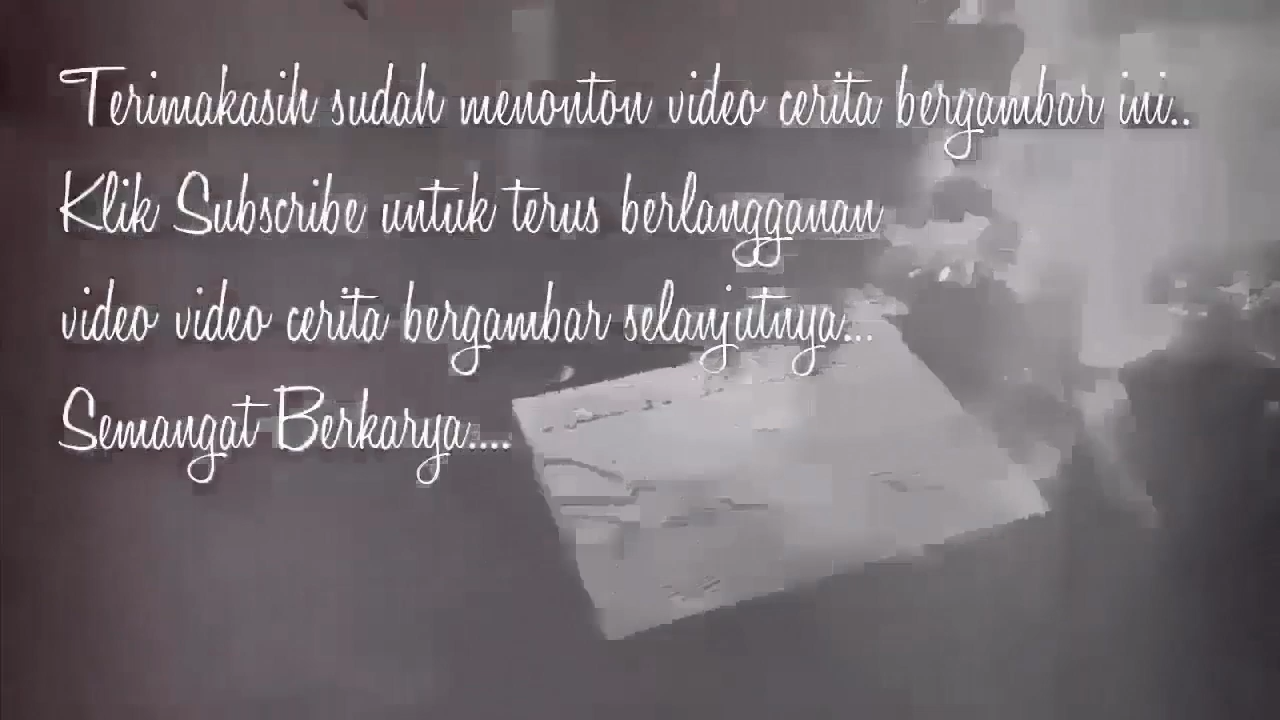 Terimakasih sudah menonton video cerita bergambar ini..
Klik Subscribe untuk terus berlangganan
video video cerita bergambar selanjutnya...
Semangat Berkarya....